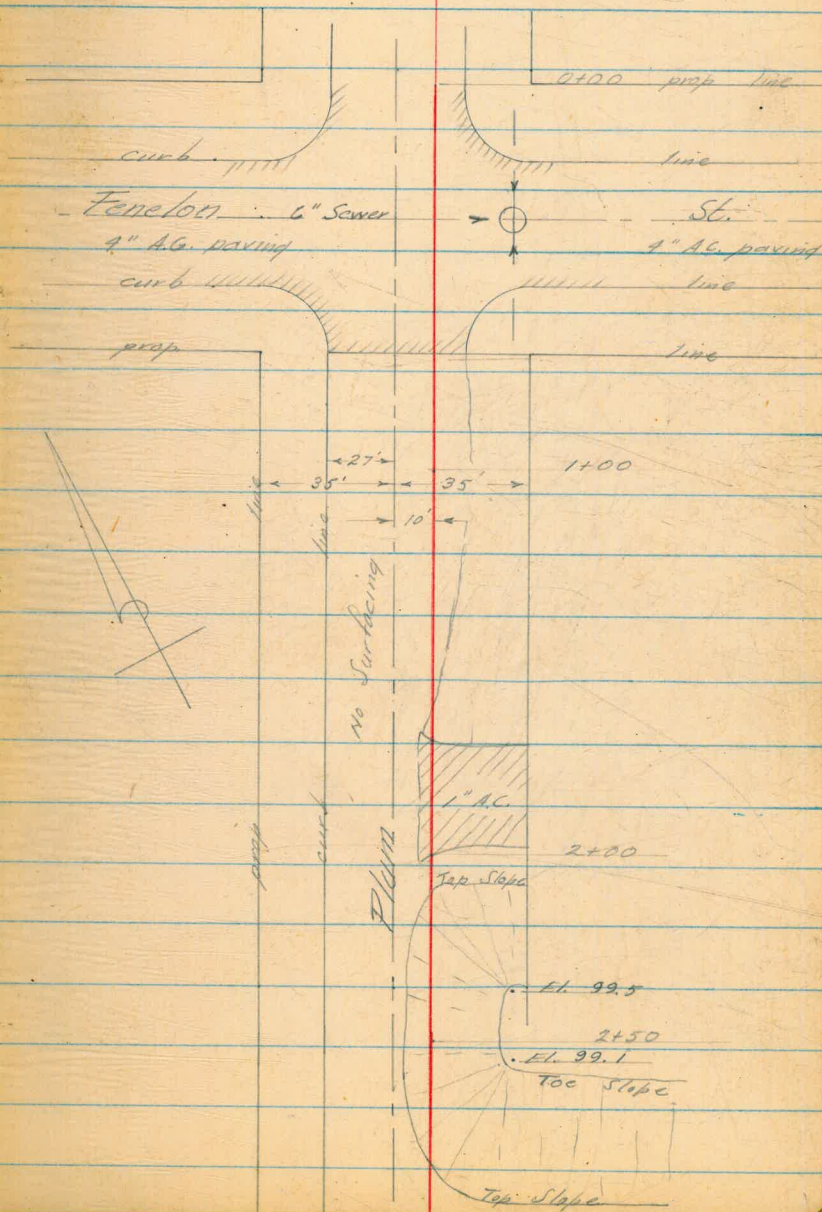 0+00 prop line
curb line
Fenelon 6" Sewer St.
4" A.C. paving 4" A.C. paving
curb line
prop line
27'
1+00
35' 35'
10'
line
line
No Surfacing
1" A.C.
prop
curb
Plum
2+00
Top Slope
El. 99.5
2+50
El. 99.1
Toe Slope
Top Slope